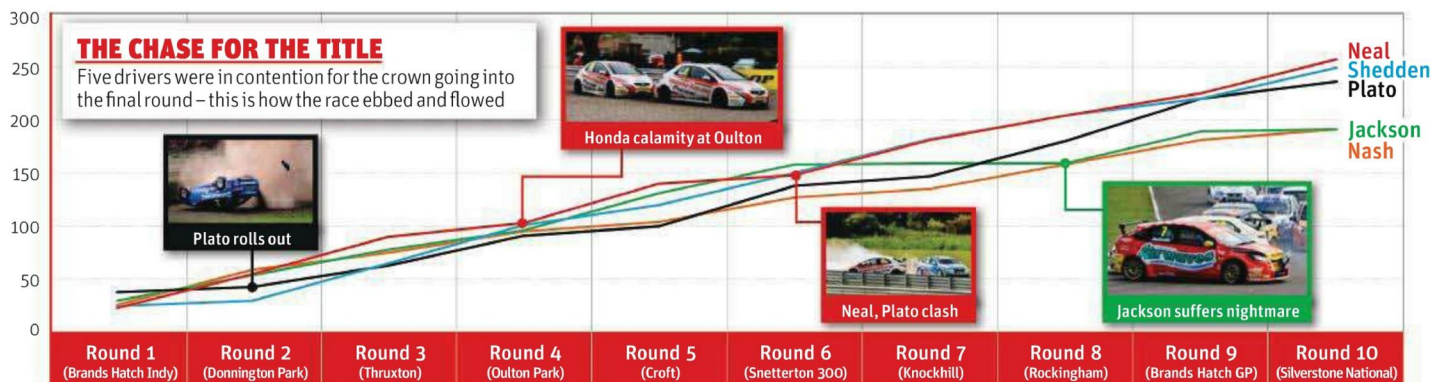 300
250
200
150
100
50
0
THE CHASE FOR THE TITLE
Five drivers were in contention for the crown going into
the final round – this is how the race ebbed and flowed
Plato rolls out
Honda calamity at Oulton
Neal, Plato clash
7
Airwaves
Jackson suffers nightmare
Neal
Shedden
Plato
Jackson
Nash
Round 1
(Brands Hatch Indy)
Round 2
(Donnington Park)
Round 3
(Thruxton)
Round 4
(Oulton Park)
Round 5
(Croft)
Round 6
(Snetterton 300)
Round 7
(Knockhill)
Round 8
(Rockingham)
Round 9
(Brands Hatch GP)
Round 10
(Silverstone National)